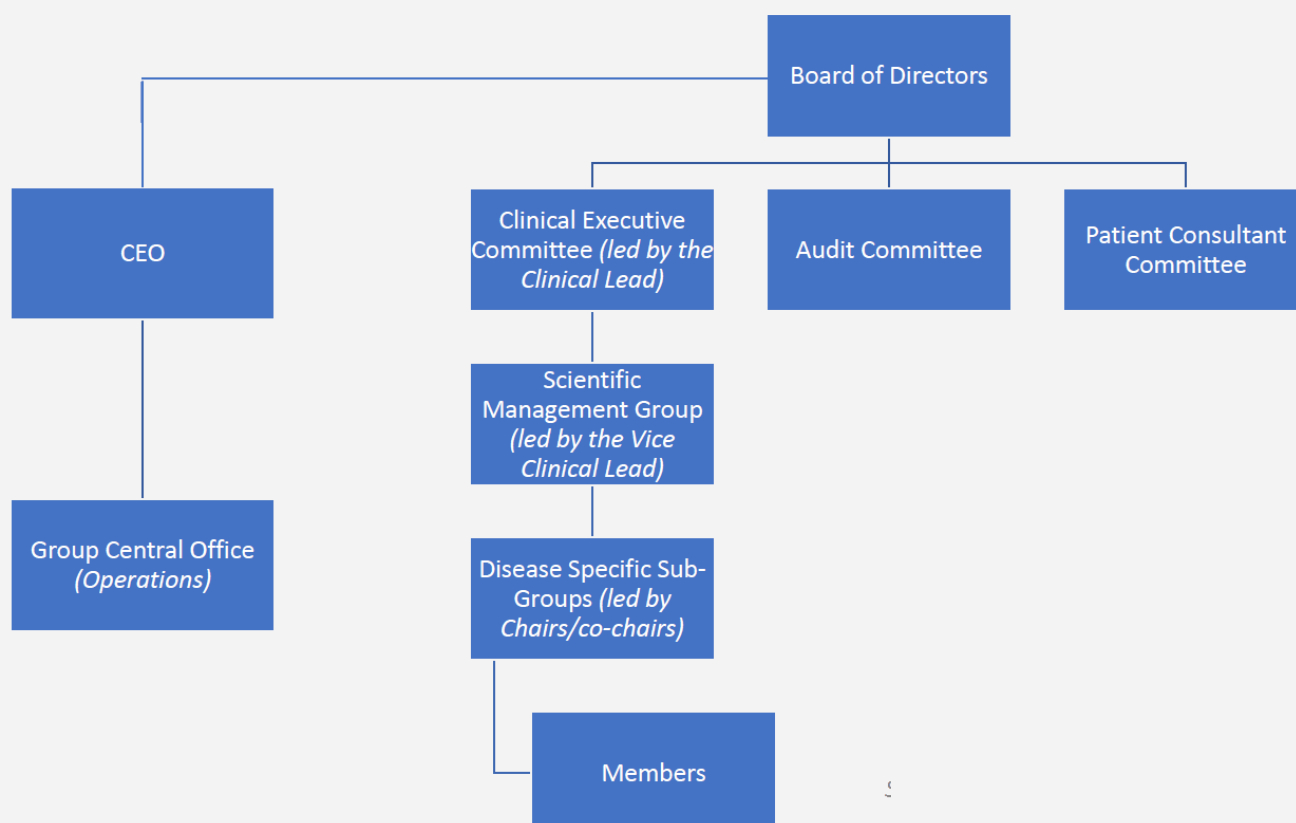 Board of Directors
CEO
Clinical Executive
Committee (led by the
Clinical Lead)
Audit Committee
Patient Consultant
Committee
Scientific
Management Group
(led by the Vice
Clinical Lead)
Group Central Office
(Operations)
Disease Specific Sub-
Groups (led by
Chairs/co-chairs)
Members